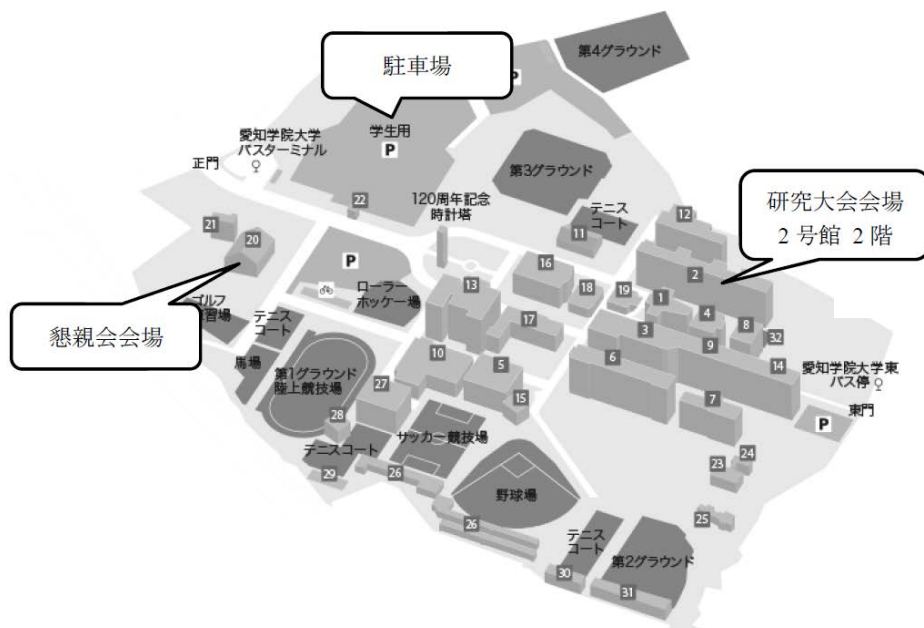 駐車場
第4グラウンド
P
愛知学院大学
バスターミナル
正門
学生用
P
第3グラウンド
120周年記念
時計塔
テニス
コート
研究大会会場
2 号館 2 階
22
21
20
11
12
2
16
13
P
ローラー
ホッケー場
18
19
1
4
8
32
17
3
9
14
懇親会会場
ゴルフ
習場
テニス
コート
馬場
第1グラウンド
陸上競技場
10
5
6
7
15
27
28
愛知学院大学東
バス停
東門
P
サッカー競技場
テニスコート
29
26
野球場
26
23
24
25
テニス
コート
第2グラウンド
30
31